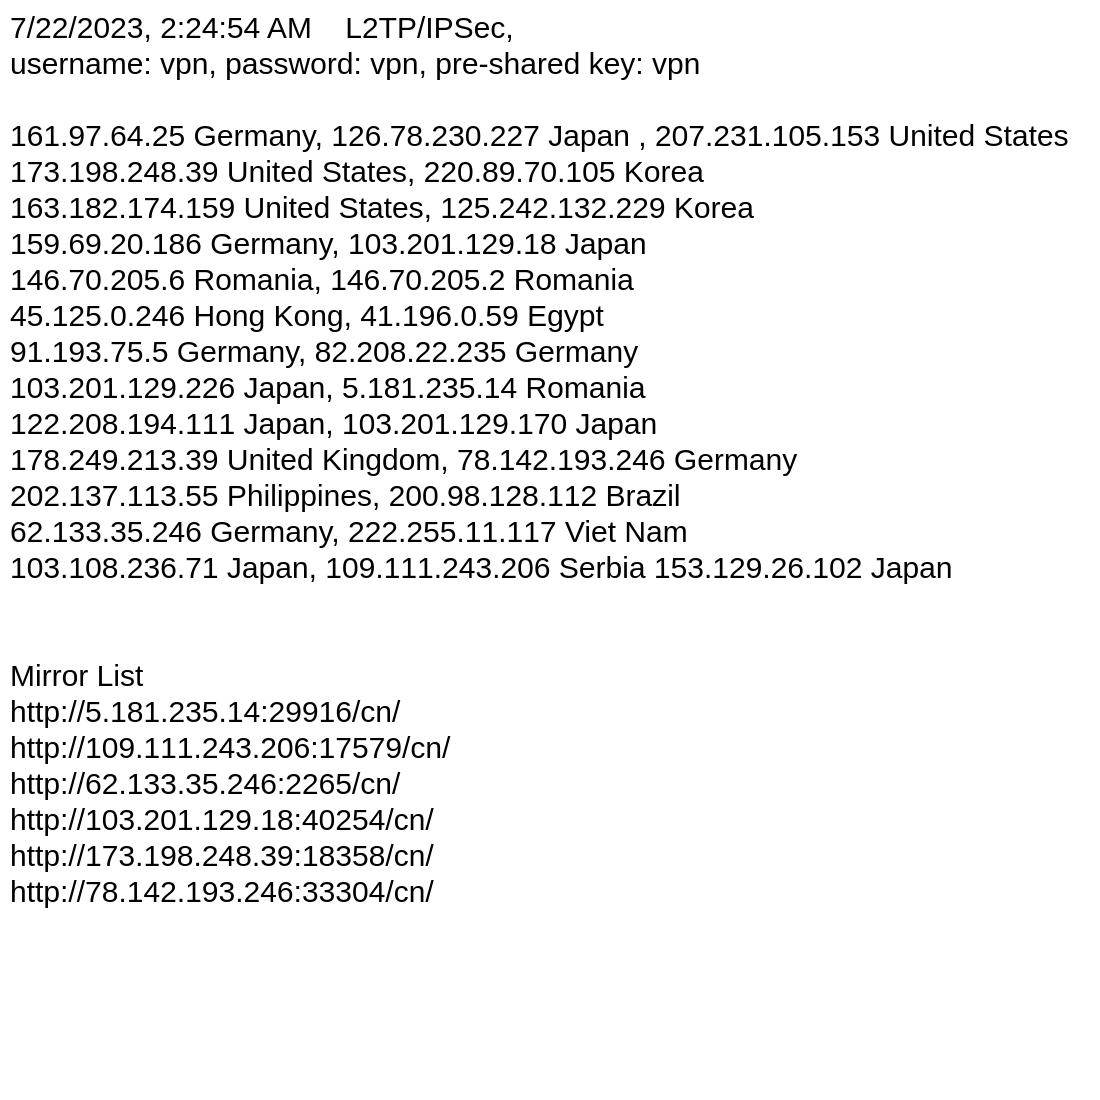 7/22/2023, 2:24:54 AM    L2TP/IPSec,
username: vpn, password: vpn, pre-shared key: vpn
161.97.64.25 Germany, 126.78.230.227 Japan , 207.231.105.153 United States
173.198.248.39 United States, 220.89.70.105 Korea
163.182.174.159 United States, 125.242.132.229 Korea
159.69.20.186 Germany, 103.201.129.18 Japan
146.70.205.6 Romania, 146.70.205.2 Romania
45.125.0.246 Hong Kong, 41.196.0.59 Egypt
91.193.75.5 Germany, 82.208.22.235 Germany
103.201.129.226 Japan, 5.181.235.14 Romania
122.208.194.111 Japan, 103.201.129.170 Japan
178.249.213.39 United Kingdom, 78.142.193.246 Germany
202.137.113.55 Philippines, 200.98.128.112 Brazil
62.133.35.246 Germany, 222.255.11.117 Viet Nam
103.108.236.71 Japan, 109.111.243.206 Serbia 153.129.26.102 Japan
Mirror List
http://5.181.235.14:29916/cn/
http://109.111.243.206:17579/cn/
http://62.133.35.246:2265/cn/
http://103.201.129.18:40254/cn/
http://173.198.248.39:18358/cn/
http://78.142.193.246:33304/cn/